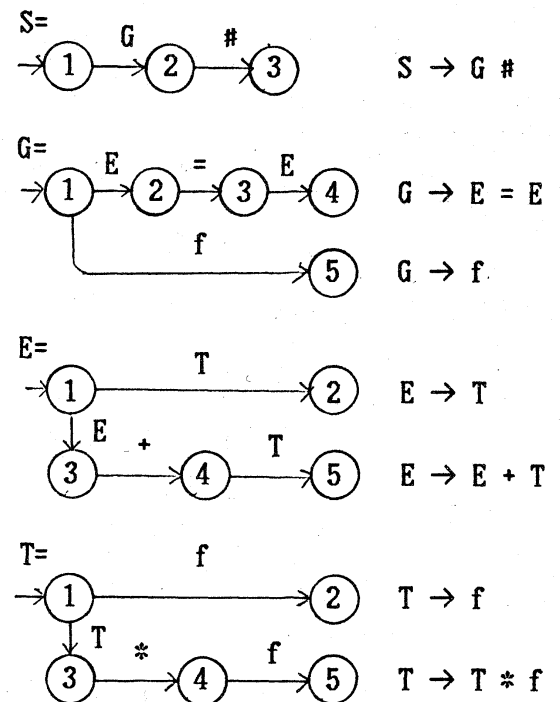 S=
G #
1 2 3 S → G #
G=
E = E
1 2 3 4 G → E = E
f
5 G → f
E=
T
1 2 E → T
E + T
3 4 5 E → E + T
T=
f
1 2 T → f
T * f
3 4 5 T → T * f